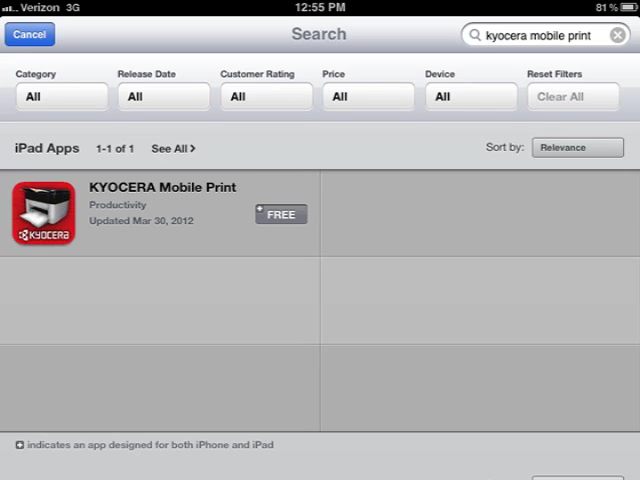 Verizon 3G 12:55 PM 81 %
Cancel Search kyocera mobile print
Category Release Date Customer Rating Price Device Reset Filters
All All All All All Clear All
iPad Apps 1-1 of 1 See All Sort by: Relevance
KYOCERA Mobile Print
Productivity
Updated Mar 30, 2012
FREE
KYOCERA
indicates an app designed for both iPhone and iPad